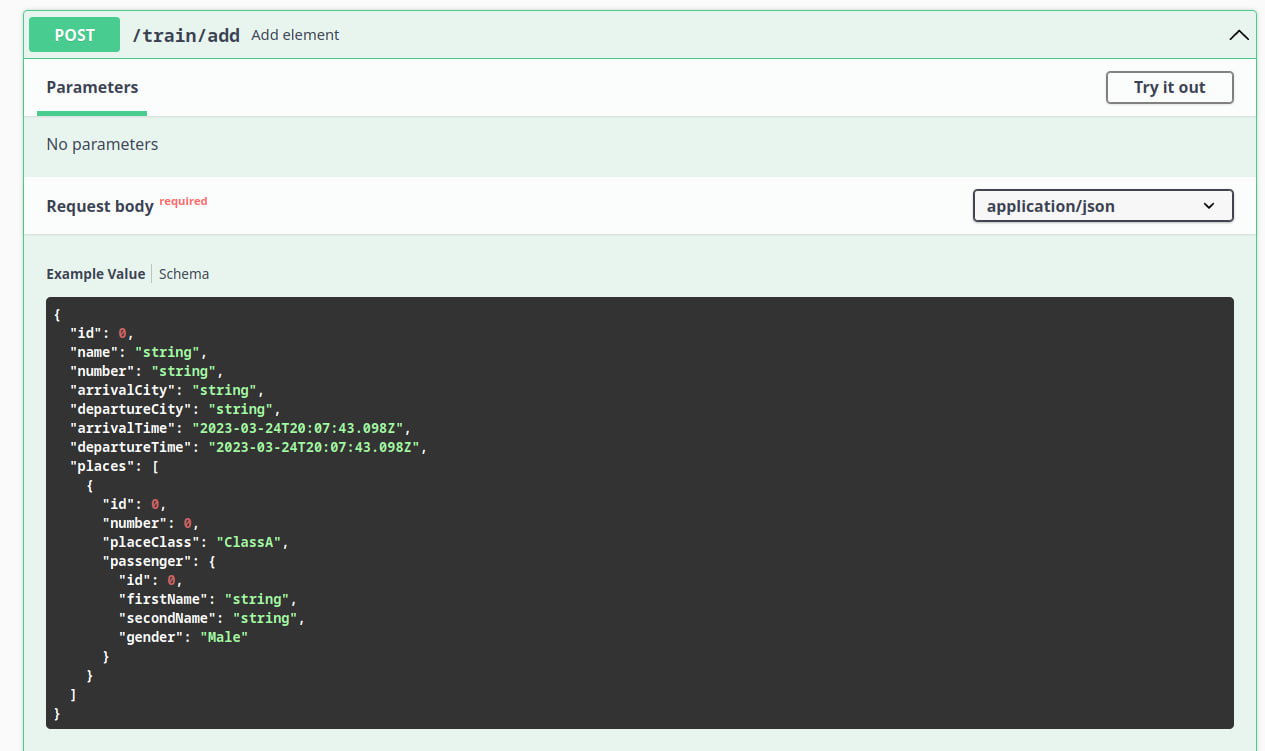 POST /train/add Add element
Parameters Try it out
No parameters
Request body required application/json
Example Value Schema
{
  "id": 0,
  "name": "string",
  "number": "string",
  "arrivalCity": "string",
  "departureCity": "string",
  "arrivalTime": "2023-03-24T20:07:43.098Z",
  "departureTime": "2023-03-24T20:07:43.098Z",
  "places": [
    {
      "id": 0,
      "number": 0,
      "placeClass": "ClassA",
      "passenger": {
        "id": 0,
        "firstName": "string",
        "secondName": "string",
        "gender": "Male"
      }
    }
  ]
}